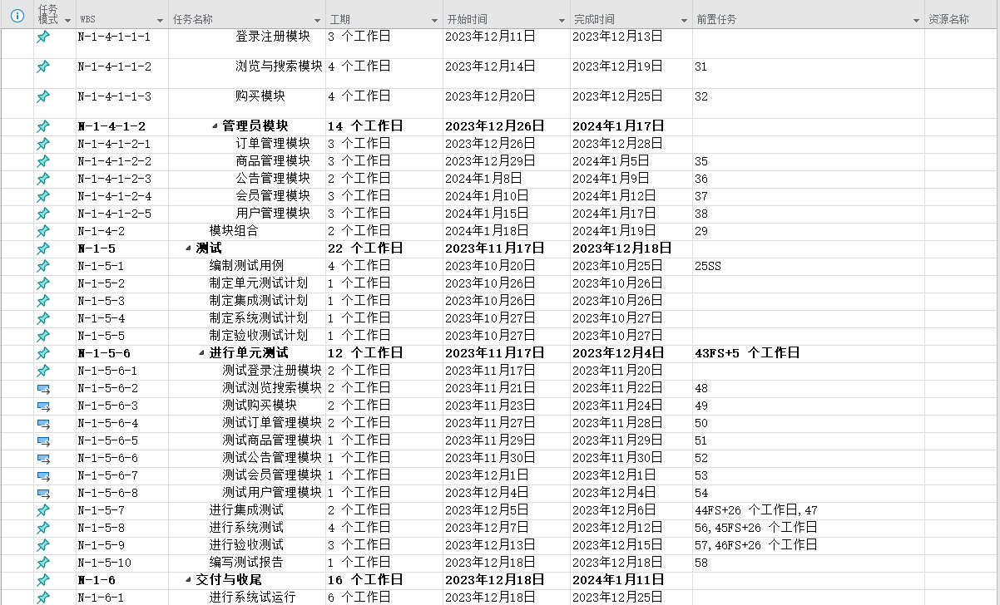 任务模式 WBS 任务名称 工期 开始时间 完成时间 前置任务 资源名称
N-1-4-1-1-1 登录注册模块 3 个工作日 2023年12月11日 2023年12月13日
N-1-4-1-1-2 浏览与搜索模块 4 个工作日 2023年12月14日 2023年12月19日 31
N-1-4-1-1-3 购买模块 4 个工作日 2023年12月20日 2023年12月25日 32
N-1-4-1-2 管理员模块 14 个工作日 2023年12月26日 2024年1月17日
N-1-4-1-2-1 订单管理模块 3 个工作日 2023年12月26日 2023年12月28日
N-1-4-1-2-2 商品管理模块 3 个工作日 2023年12月29日 2024年1月5日 35
N-1-4-1-2-3 公告管理模块 2 个工作日 2024年1月8日 2024年1月9日 36
N-1-4-1-2-4 会员管理模块 3 个工作日 2024年1月10日 2024年1月12日 37
N-1-4-1-2-5 用户管理模块 3 个工作日 2024年1月15日 2024年1月17日 38
N-1-4-2 模块组合 2 个工作日 2024年1月18日 2024年1月19日 29
N-1-5 测试 22 个工作日 2023年11月17日 2023年12月18日
N-1-5-1 编制测试用例 4 个工作日 2023年10月20日 2023年10月25日 25SS
N-1-5-2 制定单元测试计划 1 个工作日 2023年10月26日 2023年10月26日
N-1-5-3 制定集成测试计划 1 个工作日 2023年10月26日 2023年10月26日
N-1-5-4 制定系统测试计划 1 个工作日 2023年10月27日 2023年10月27日
N-1-5-5 制定验收测试计划 1 个工作日 2023年10月27日 2023年10月27日
N-1-5-6 进行单元测试 12 个工作日 2023年11月17日 2023年12月4日 43FS+5 个工作日
N-1-5-6-1 测试登录注册模块 2 个工作日 2023年11月17日 2023年11月20日
N-1-5-6-2 测试浏览搜索模块 2 个工作日 2023年11月21日 2023年11月22日 48
N-1-5-6-3 测试购买模块 2 个工作日 2023年11月23日 2023年11月24日 49
N-1-5-6-4 测试订单管理模块 2 个工作日 2023年11月27日 2023年11月28日 50
N-1-5-6-5 测试商品管理模块 1 个工作日 2023年11月29日 2023年11月29日 51
N-1-5-6-6 测试公告管理模块 1 个工作日 2023年11月30日 2023年11月30日 52
N-1-5-6-7 测试会员管理模块 1 个工作日 2023年12月1日 2023年12月1日 53
N-1-5-6-8 测试用户管理模块 1 个工作日 2023年12月4日 2023年12月4日 54
N-1-5-7 进行集成测试 2 个工作日 2023年12月5日 2023年12月6日 44FS+26 个工作日,47
N-1-5-8 进行系统测试 4 个工作日 2023年12月7日 2023年12月12日 56,45FS+26 个工作日
N-1-5-9 进行验收测试 3 个工作日 2023年12月13日 2023年12月15日 57,46FS+26 个工作日
N-1-5-10 编写测试报告 1 个工作日 2023年12月18日 2023年12月18日 58
N-1-6 交付与收尾 16 个工作日 2023年12月18日 2024年1月11日
N-1-6-1 进行系统试运行 6 个工作日 2023年12月18日 2023年12月25日